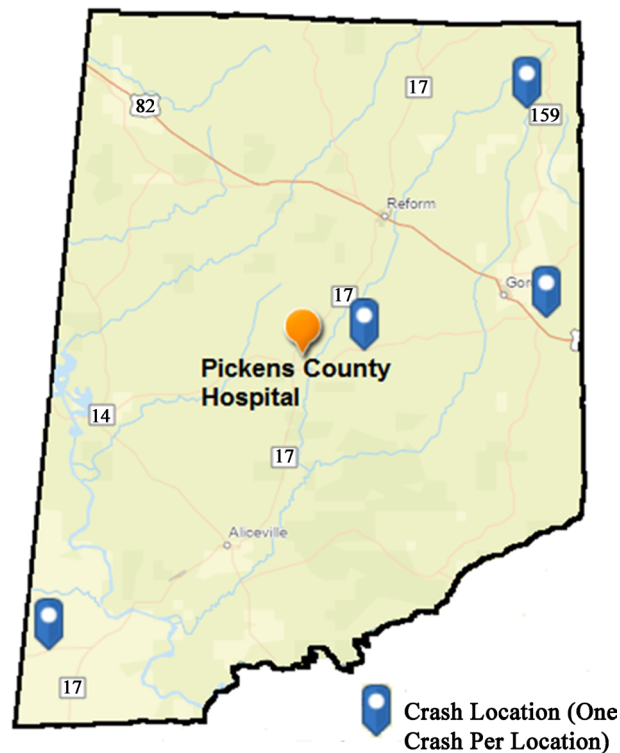 17
82
159
Reform
Gor
17
Pickens County
Hospital
14
17
Aliceville
17
Crash Location (One
Crash Per Location)